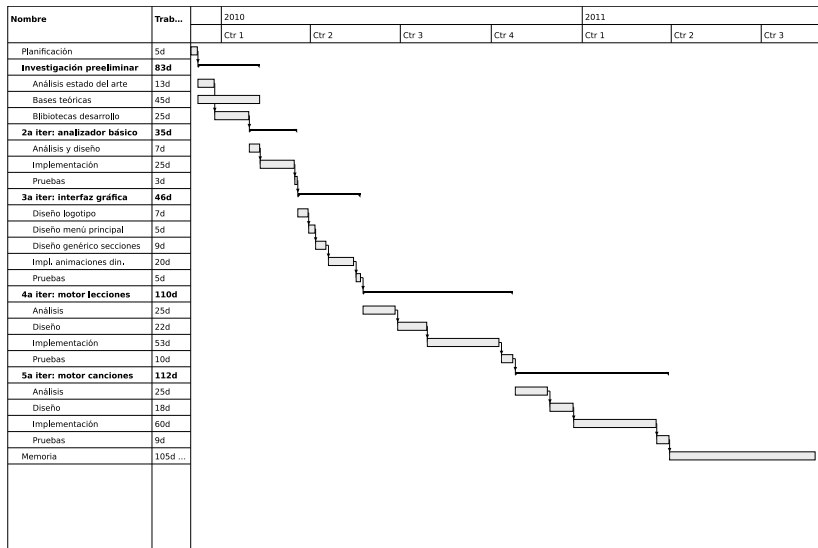 Nombre Trab... 2010 2011
Ctr 1 Ctr 2 Ctr 3 Ctr 4 Ctr 1 Ctr 2 Ctr 3
Planificación 5d
Investigación preeliminar 83d
Análisis estado del arte 13d
Bases teóricas 45d
Blibiotecas desarrollo 25d
2a iter: analizador básico 35d
Análisis y diseño 7d
Implementación 25d
Pruebas 3d
3a iter: interfaz gráfica 46d
Diseño logotipo 7d
Diseño menú principal 5d
Diseño genérico secciones 9d
Impl. animaciones din. 20d
Pruebas 5d
4a iter: motor lecciones 110d
Análisis 25d
Diseño 22d
Implementación 53d
Pruebas 10d
5a iter: motor canciones 112d
Análisis 25d
Diseño 18d
Implementación 60d
Pruebas 9d
Memoria 105d ...